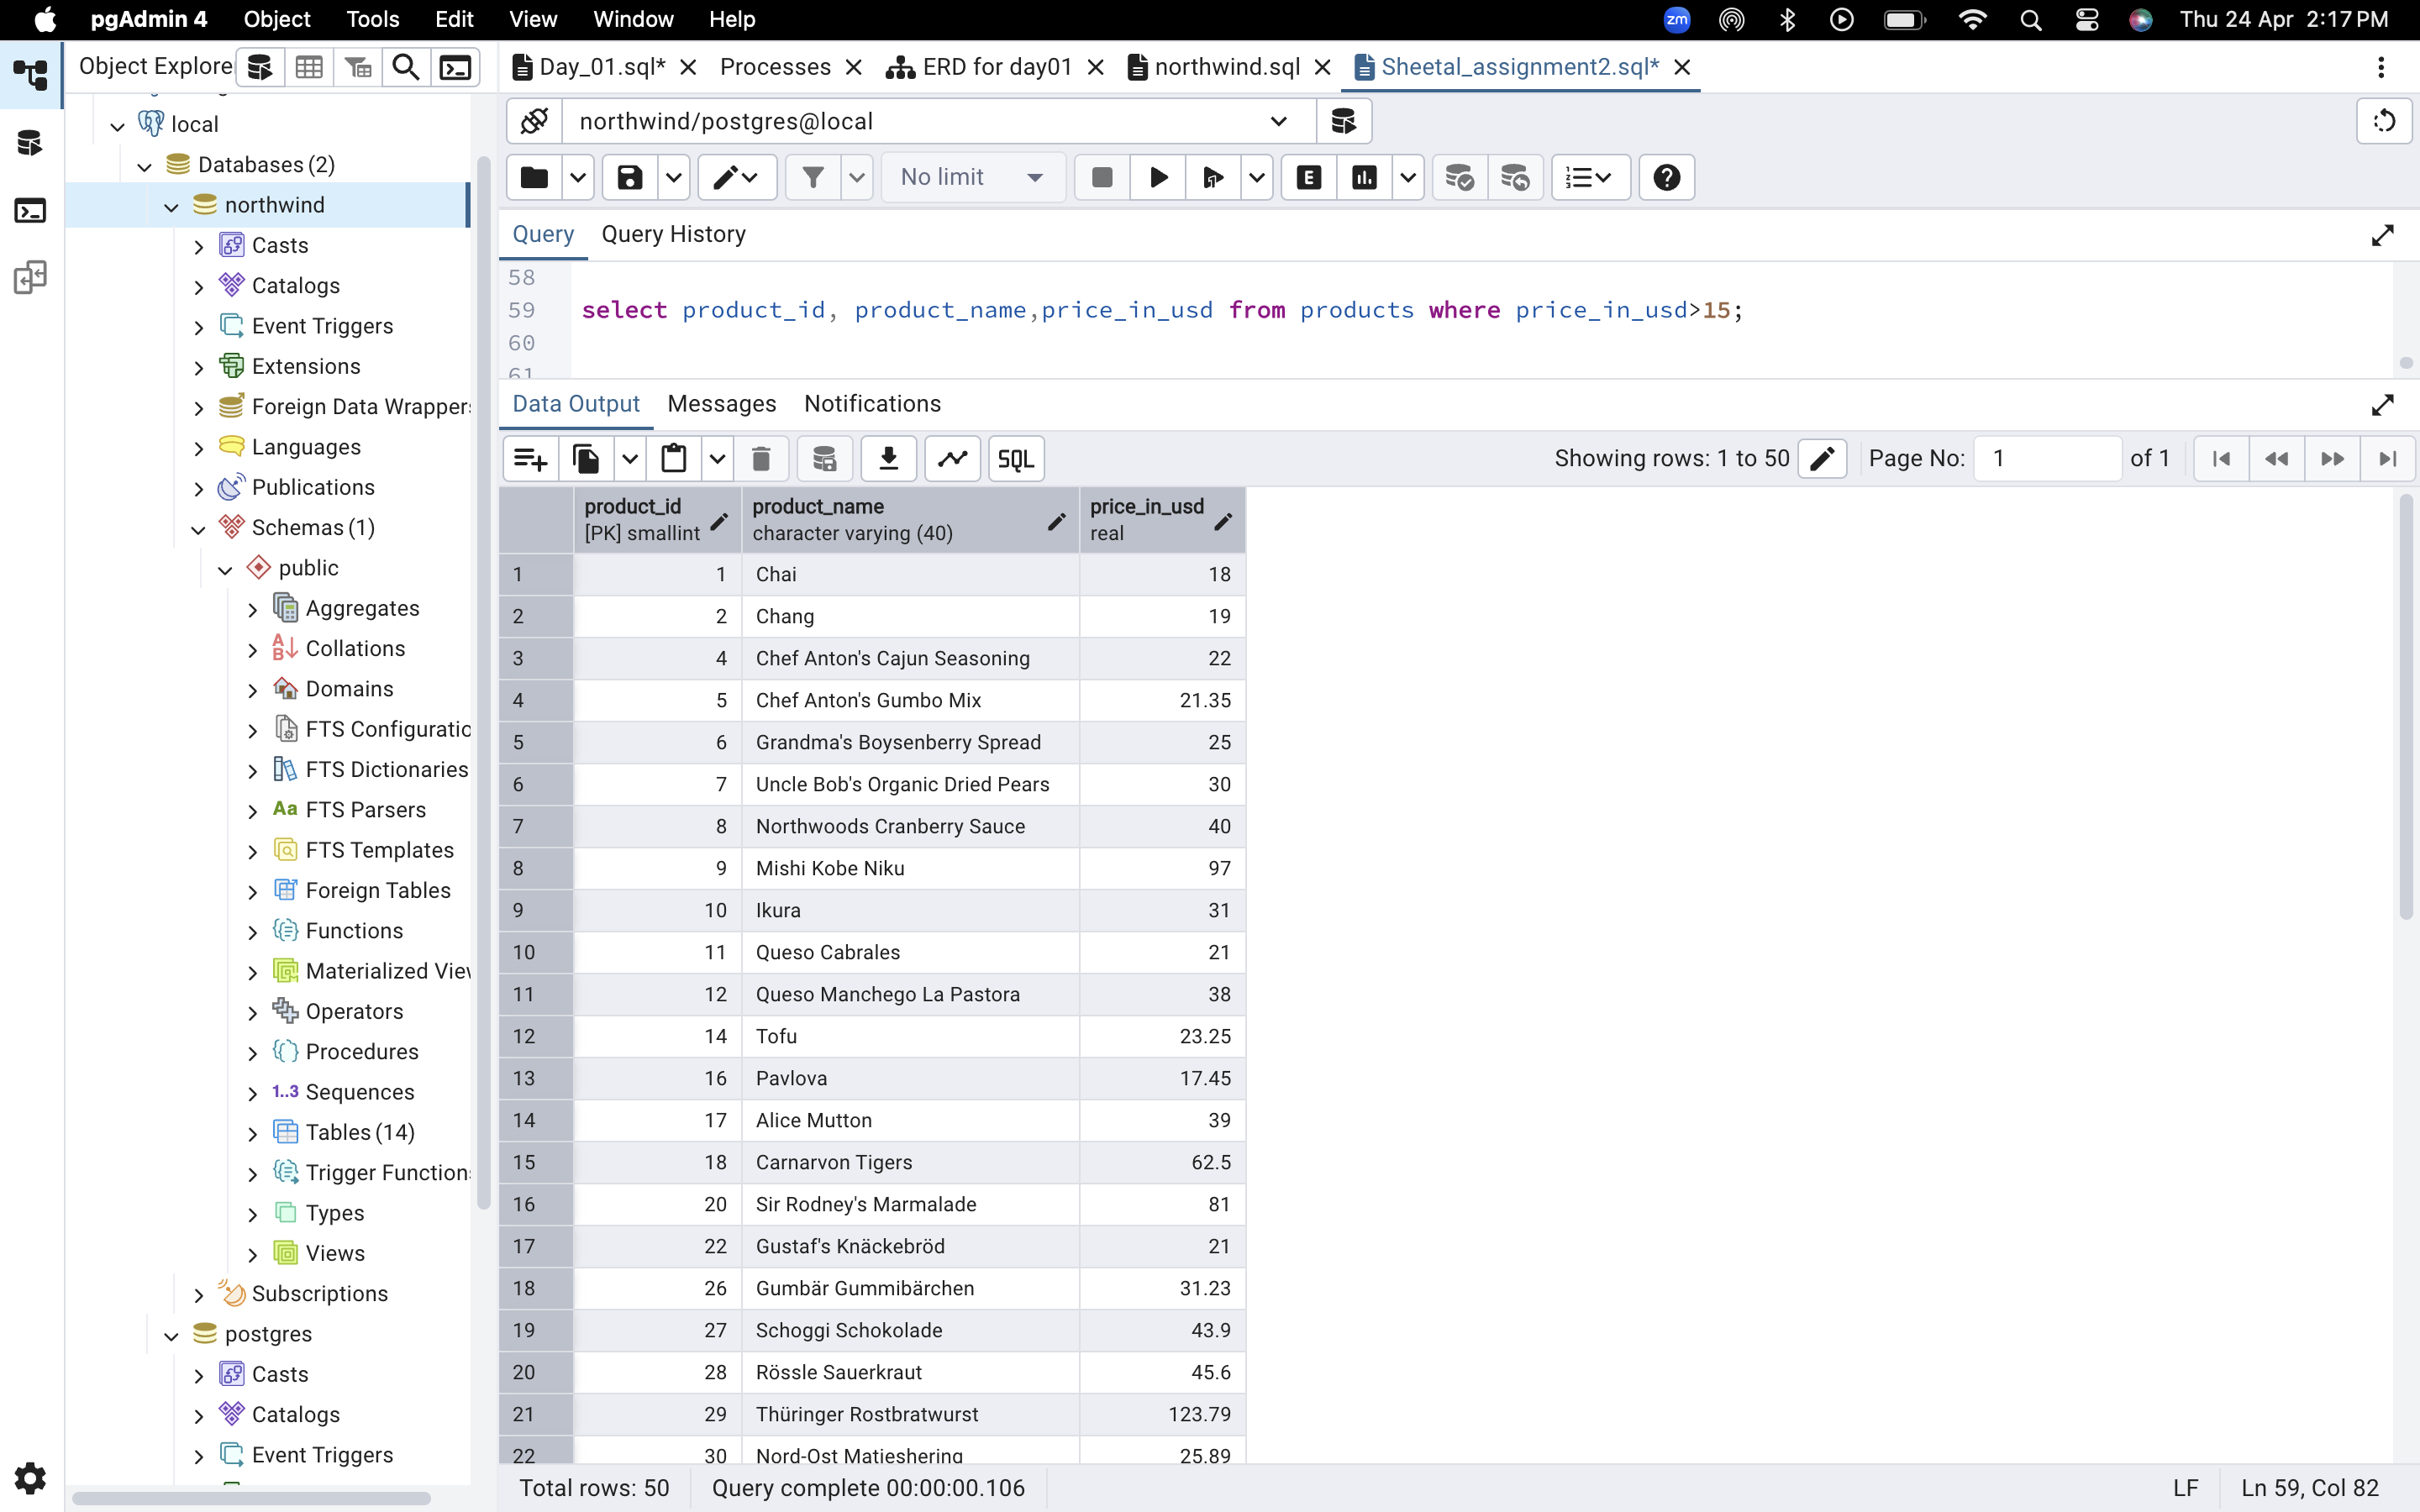 pgAdmin 4 Object Tools Edit View Window Help zm Thu 24 Apr 2:17 PM
Object Explore
Day_01.sql* Processes ERD for day01 northwind.sql Sheetal_assignment2.sql*
local
Databases (2)
northwind
Casts
Catalogs
Event Triggers
Extensions
Foreign Data Wrapper
Languages
Publications
Schemas (1)
public
Aggregates
Collations
Domains
FTS Configuratio
FTS Dictionaries
Aa FTS Parsers
FTS Templates
Foreign Tables
Functions
Materialized Vie
Operators
Procedures
1..3 Sequences
Tables (14)
Trigger Function
Types
Views
Subscriptions
postgres
Casts
Catalogs
Event Triggers
northwind/postgres@local
No limit E
Query Query History
58
59 select product_id, product_name,price_in_usd from products where price_in_usd>15;
60
61
Data Output Messages Notifications
SQL Showing rows: 1 to 50 Page No: 1 of 1
product_id product_name price_in_usd
[PK] smallint character varying (40) real
1 1 Chai 18
2 2 Chang 19
3 4 Chef Anton's Cajun Seasoning 22
4 5 Chef Anton's Gumbo Mix 21.35
5 6 Grandma's Boysenberry Spread 25
6 7 Uncle Bob's Organic Dried Pears 30
7 8 Northwoods Cranberry Sauce 40
8 9 Mishi Kobe Niku 97
9 10 Ikura 31
10 11 Queso Cabrales 21
11 12 Queso Manchego La Pastora 38
12 14 Tofu 23.25
13 16 Pavlova 17.45
14 17 Alice Mutton 39
15 18 Carnarvon Tigers 62.5
16 20 Sir Rodney's Marmalade 81
17 22 Gustaf's Knäckebröd 21
18 26 Gumbär Gummibärchen 31.23
19 27 Schoggi Schokolade 43.9
20 28 Rössle Sauerkraut 45.6
21 29 Thüringer Rostbratwurst 123.79
22 30 Nord-Ost Matjeshering 25.89
Total rows: 50 Query complete 00:00:00.106 LF Ln 59, Col 82